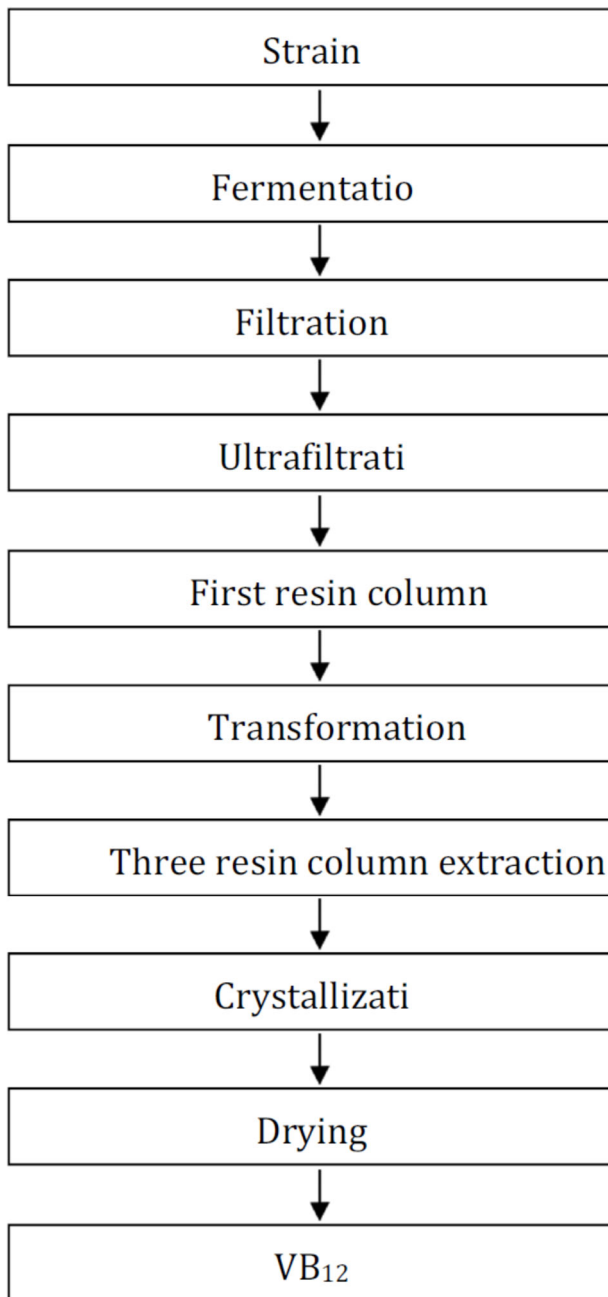 Strain
Fermentatio
Filtration
Ultrafiltrati
First resin column
Transformation
Three resin column extraction
Crystallizati
Drying
VB₁₂